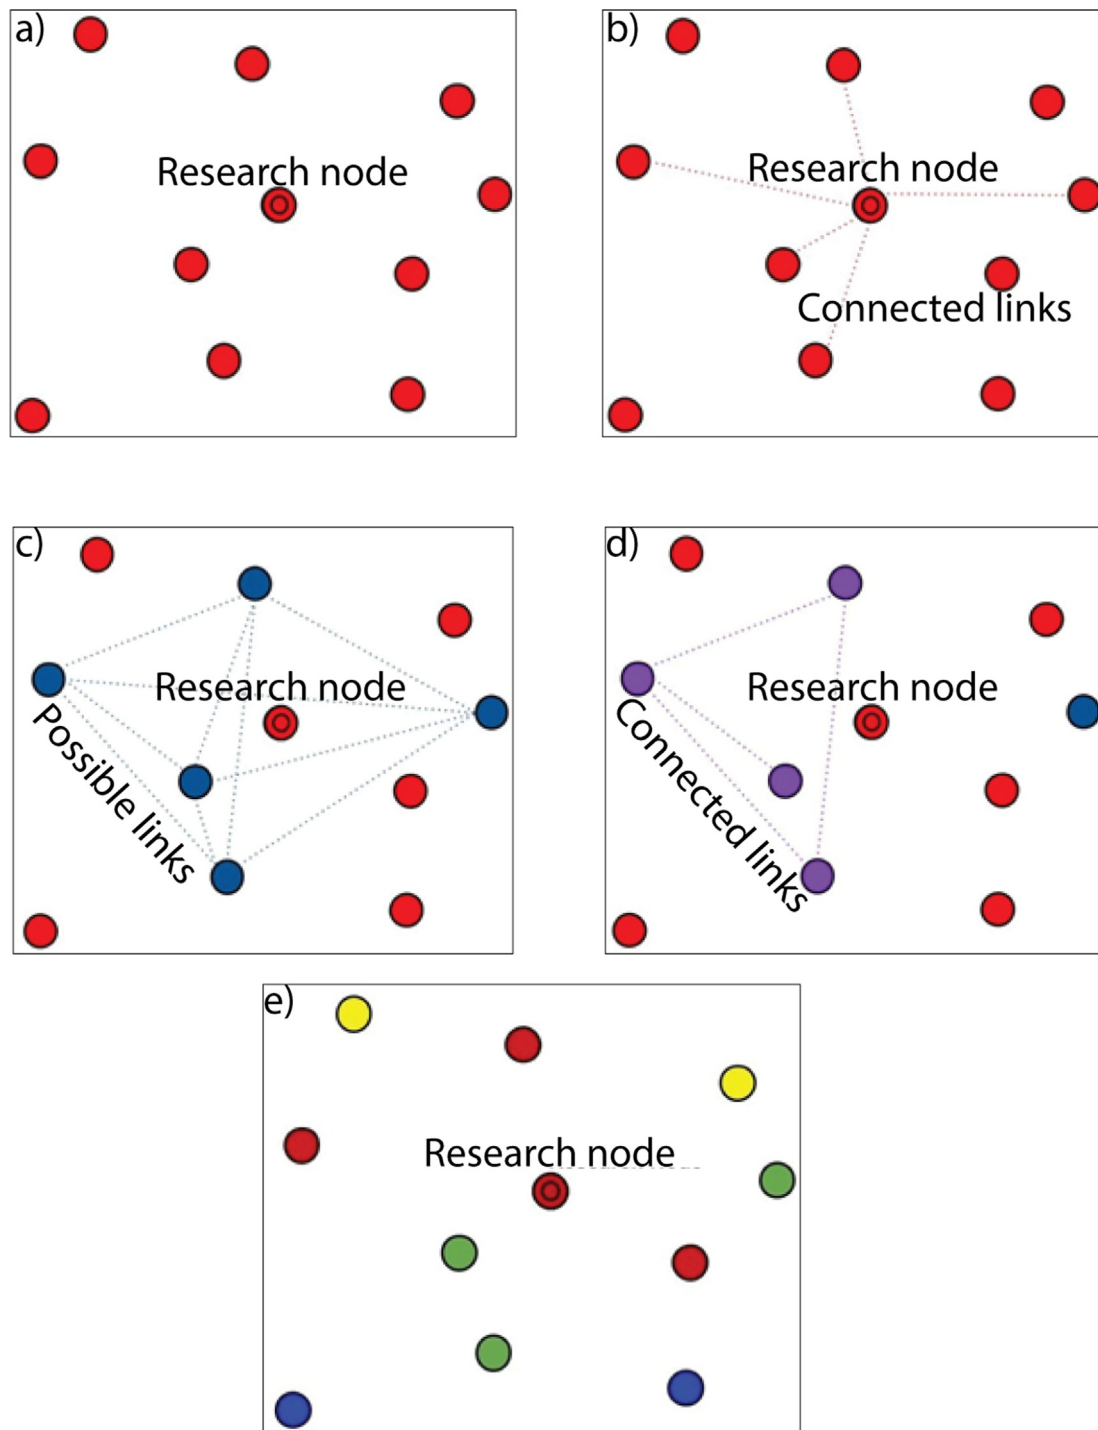 a)
Research node
b)
Research node
Connected links
c)
Research node
Possible links
d)
Research node
Connected links
e)
Research node